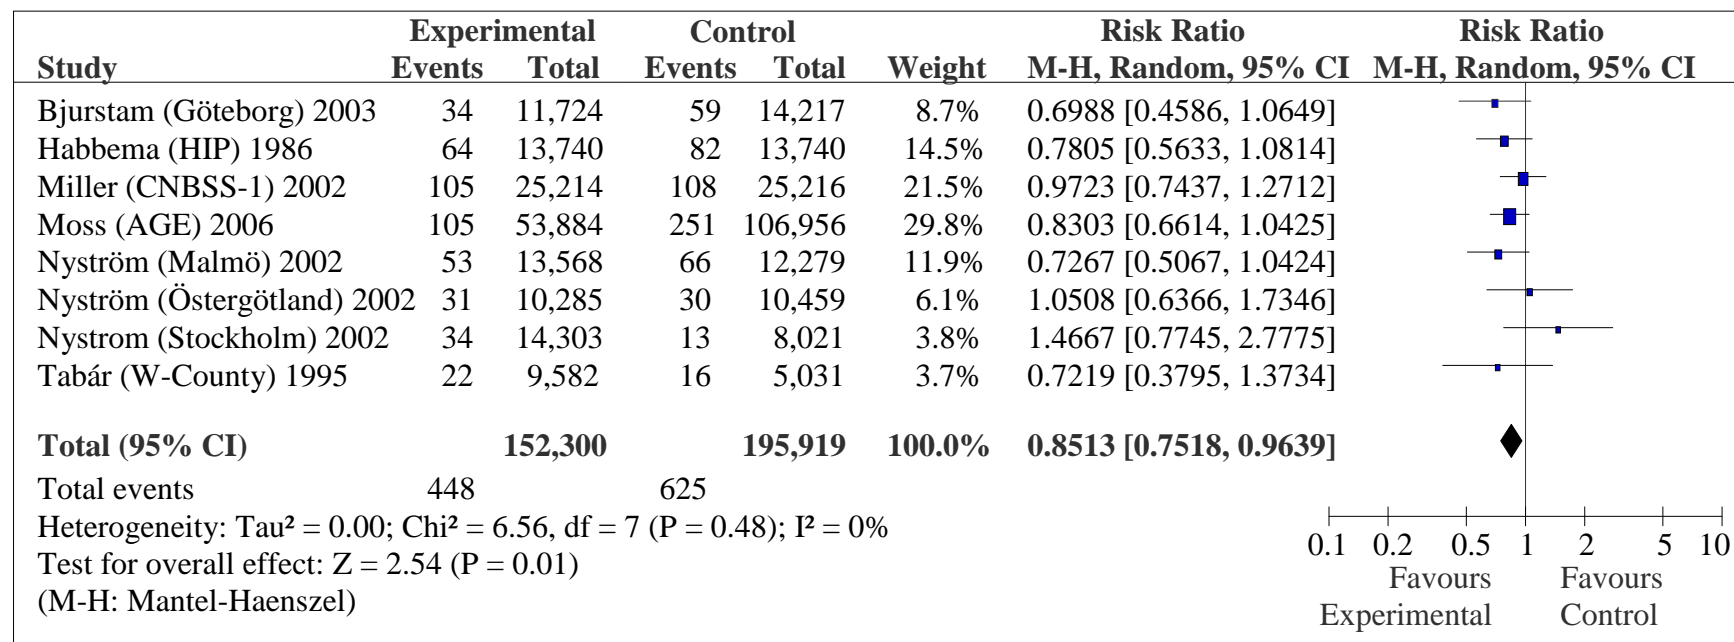 Experimental Control Risk Ratio Risk Ratio
Study Events Total Events Total Weight M-H, Random, 95% CI M-H, Random, 95% CI
Bjurstam (Göteborg) 2003 34 11,724 59 14,217 8.7% 0.6988 [0.4586, 1.0649]
Habbema (HIP) 1986 64 13,740 82 13,740 14.5% 0.7805 [0.5633, 1.0814]
Miller (CNBSS-1) 2002 105 25,214 108 25,216 21.5% 0.9723 [0.7437, 1.2712]
Moss (AGE) 2006 105 53,884 251 106,956 29.8% 0.8303 [0.6614, 1.0425]
Nyström (Malmö) 2002 53 13,568 66 12,279 11.9% 0.7267 [0.5067, 1.0424]
Nyström (Östergötland) 2002 31 10,285 30 10,459 6.1% 1.0508 [0.6366, 1.7346]
Nystrom (Stockholm) 2002 34 14,303 13 8,021 3.8% 1.4667 [0.7745, 2.7775]
Tabár (W-County) 1995 22 9,582 16 5,031 3.7% 0.7219 [0.3795, 1.3734]
Total (95% CI) 152,300 195,919 100.0% 0.8513 [0.7518, 0.9639]
Total events 448 625
Heterogeneity: Tau² = 0.00; Chi² = 6.56, df = 7 (P = 0.48); I² = 0%
Test for overall effect: Z = 2.54 (P = 0.01)
(M-H: Mantel-Haenszel)
0.1 0.2 0.5 1 2 5 10
Favours Favours
Experimental Control